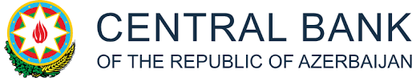 CENTRAL BANK
OF THE REPUBLIC OF AZERBAIJAN